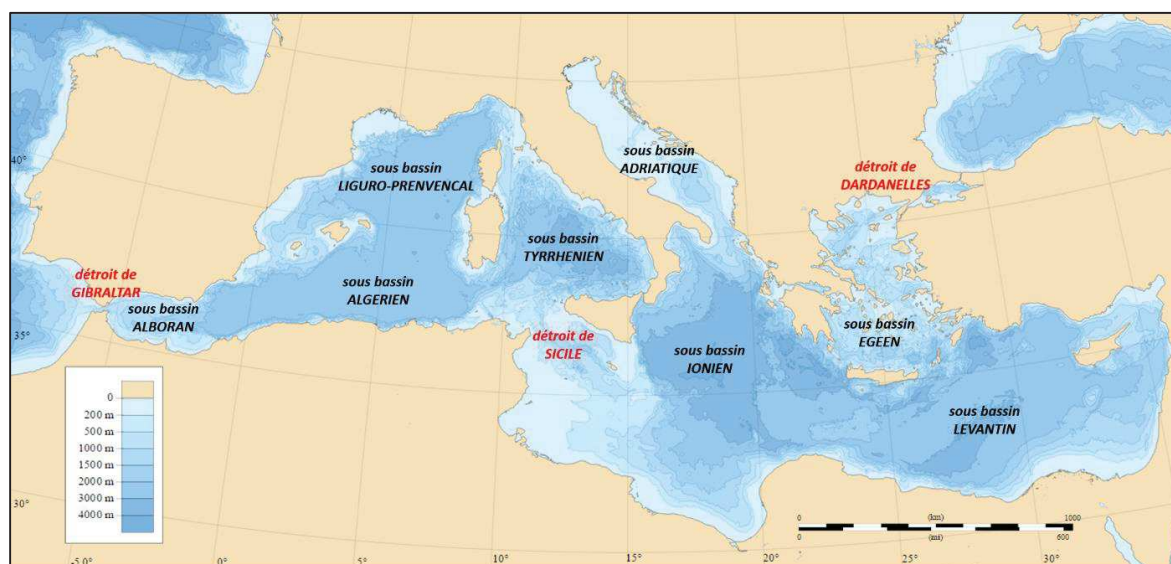 sous bassin
ADRIATIQUE
sous bassin
LIGURO-PRENVENCAL
détroit de
DARDANELLES
40°
sous bassin
TYRRHENIEN
détroit de
GIBRALTAR
sous bassin
ALGERIEN
sous bassin
ALBORAN
sous bassin
EGEEN
35°
détroit de
SICILE
sous bassin
IONIEN
sous bassin
LEVANTIN
0
200 m
500 m
1000 m
1500 m
2000 m
3000 m
4000 m
30°
0 (km) 1000
0 (mi) 600
-5.0°
0°
5°
10°
15°
20°
25°
30°